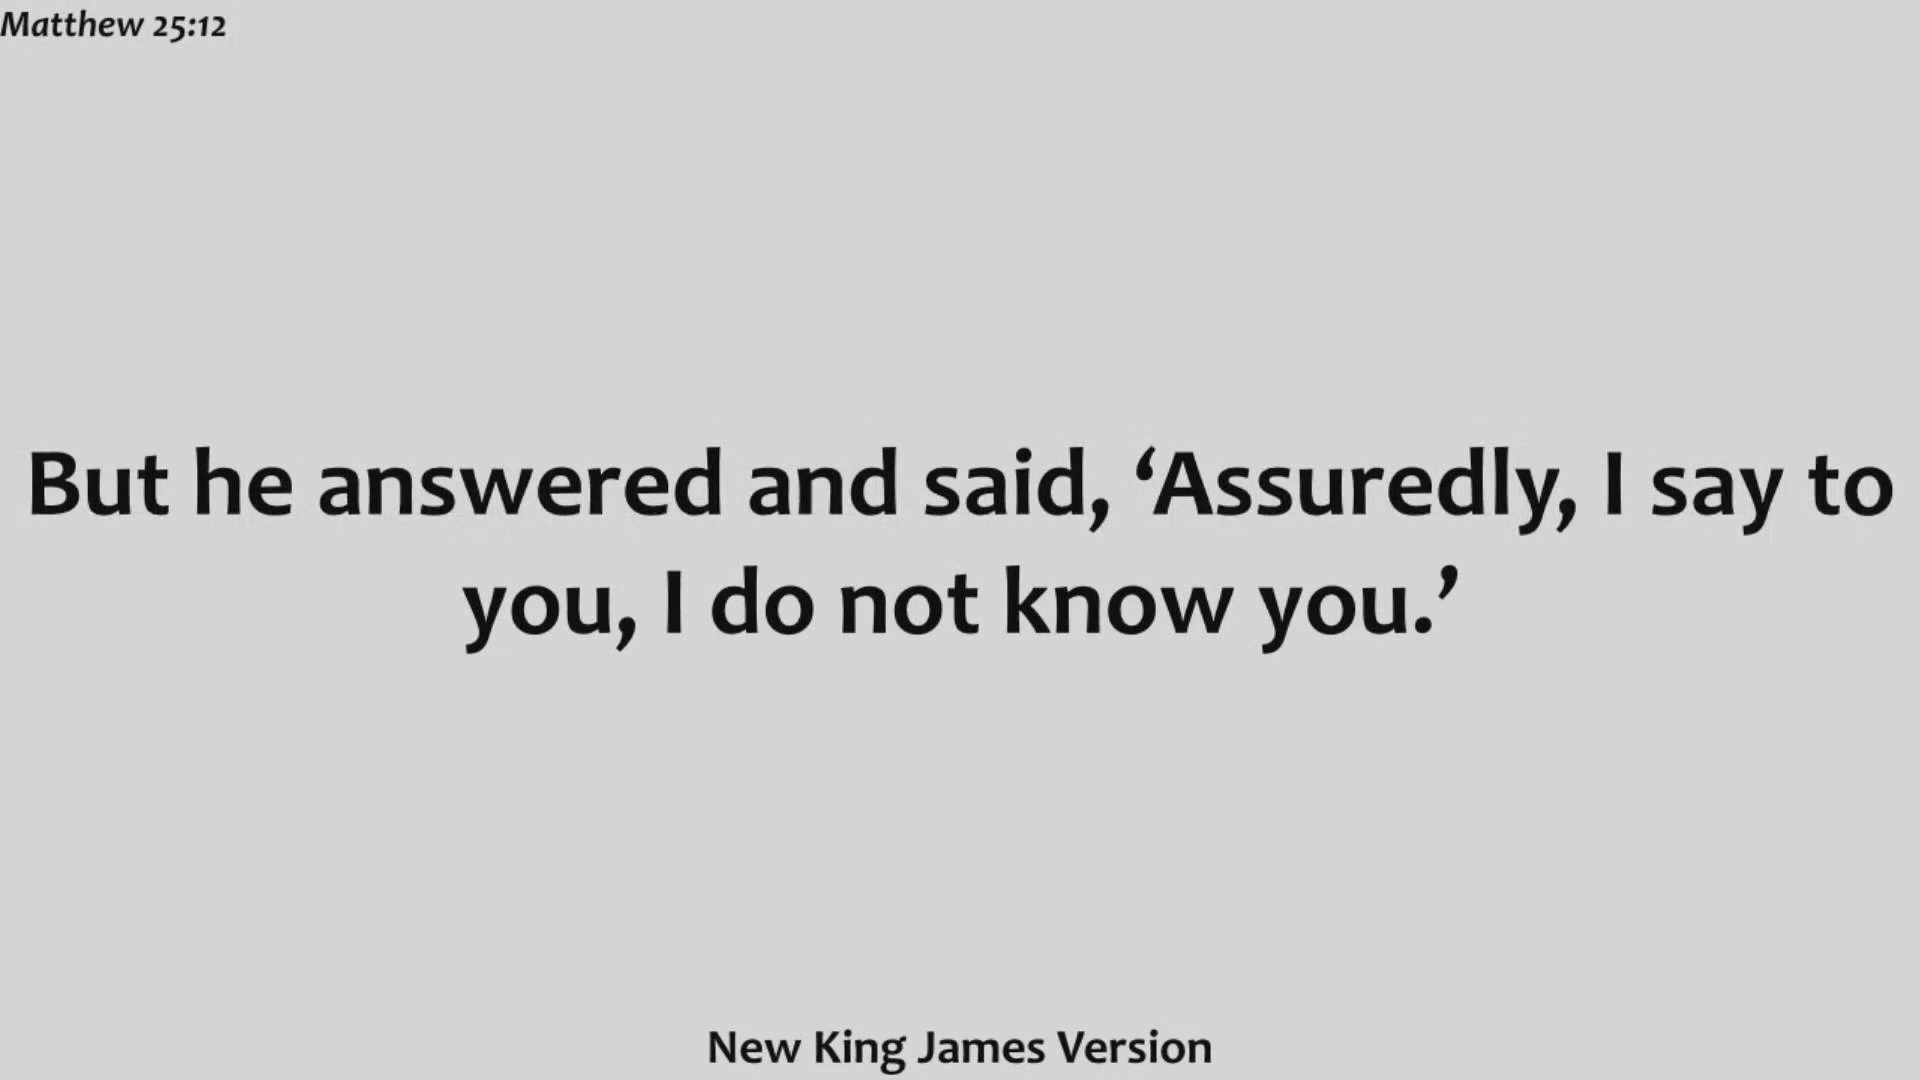 Matthew 25:12
But he answered and said, ‘Assuredly, I say to
you, I do not know you.’
New King James Version